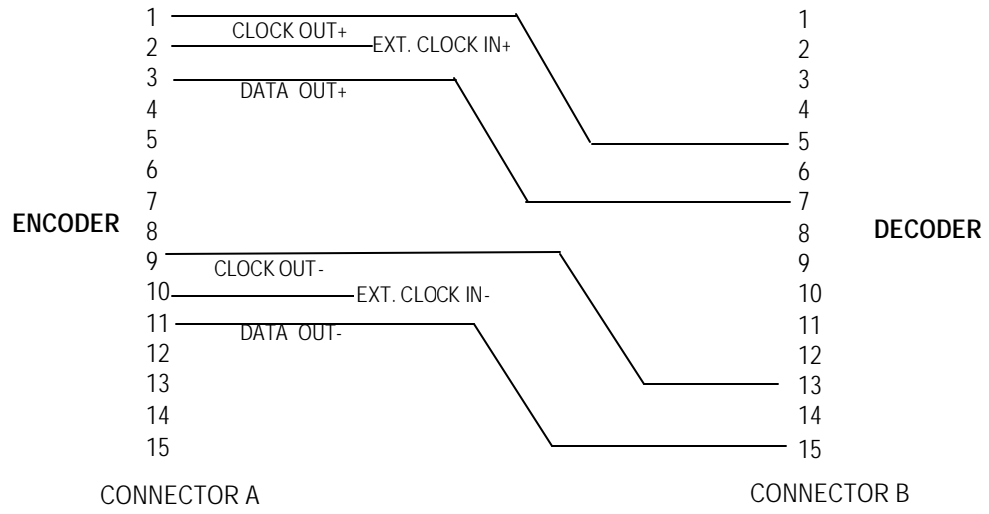 1 CLOCK OUT+ 1
2 EXT. CLOCK IN+ 2
3 DATA OUT+ 3
4 4
5 5
6 6
7 7
ENCODER 8 8 DECODER
9 CLOCK OUT- 9
10 EXT. CLOCK IN- 10
11 DATA OUT- 11
12 12
13 13
14 14
15 15
CONNECTOR A CONNECTOR B